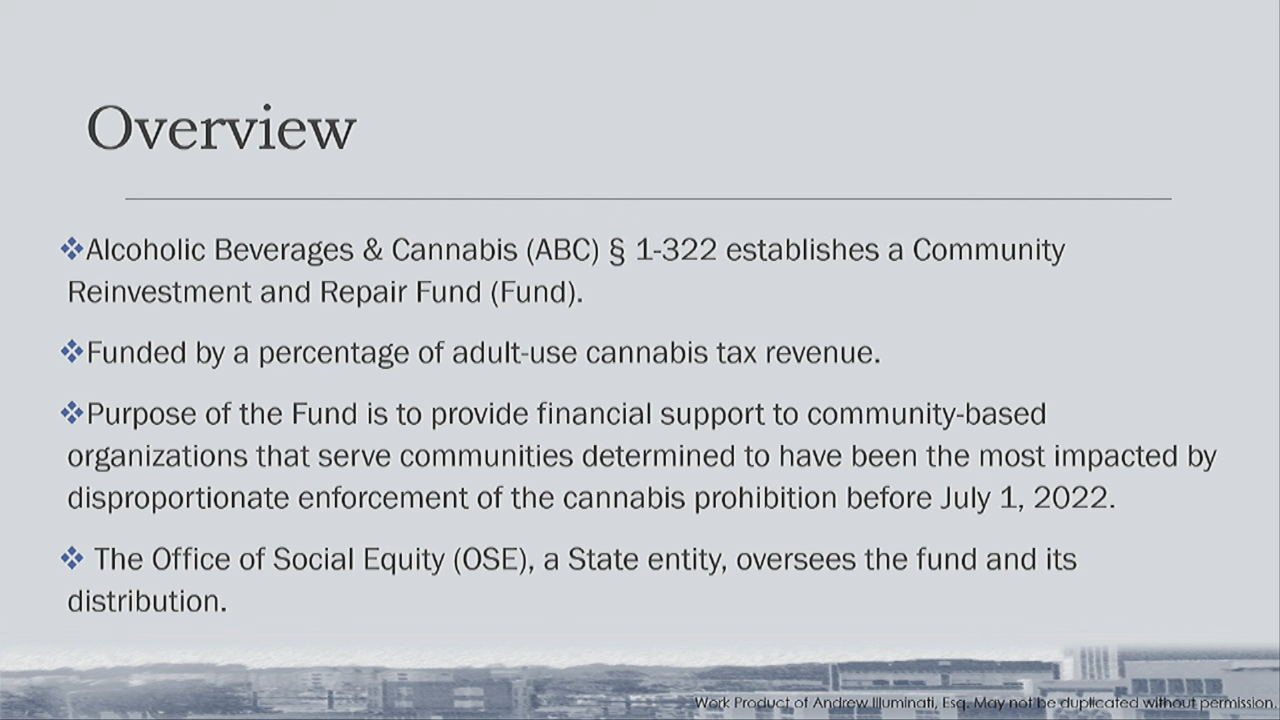 Overview
❖Alcoholic Beverages & Cannabis (ABC) § 1-322 establishes a Community
Reinvestment and Repair Fund (Fund).
❖Funded by a percentage of adult-use cannabis tax revenue.
❖Purpose of the Fund is to provide financial support to community-based
organizations that serve communities determined to have been the most impacted by
disproportionate enforcement of the cannabis prohibition before July 1, 2022.
❖ The Office of Social Equity (OSE), a State entity, oversees the fund and its
distribution.
Work Product of Andrew Illuminati, Esq. May not be duplicated without permission.